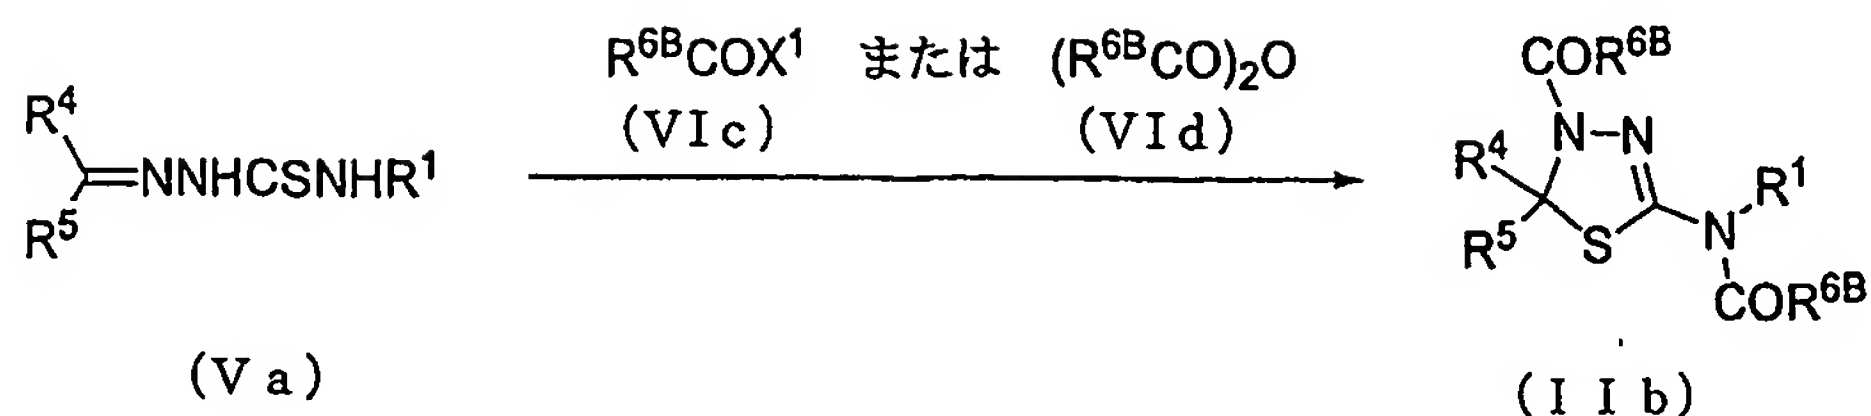 R6BCOX1 または (R6BCO)2O
(VIc) (VId)
R4
R5
=NNHCSNHR1
(Va)
COR6B
N-N
R4
R5
S
N
R1
COR6B
(IIb)